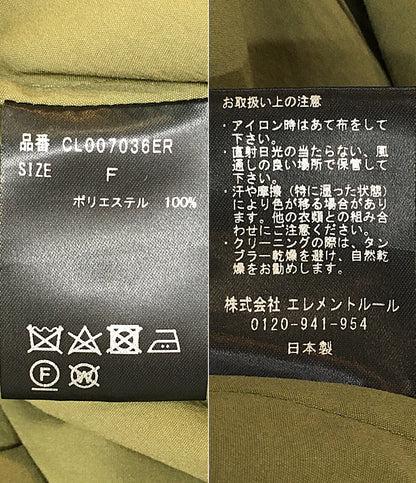 品番 CL007036ER
SIZE F
ポリエステル 100%
F
W
お取扱い上の注意
・アイロン時はあて布をして
下さい。
・直射日光の当たらない、風
通しの良い場所で保管して
下さい。
・汗や摩擦（特に湿った状態）
により色が移る場合があり
ます。他の衣類との組み合
わせにご注意ください。
・クリーニングの際は、タン
ブラー乾燥を避け、自然乾
燥をお勧めします。
株式会社 エレメントルール
0120-941-954
日本製